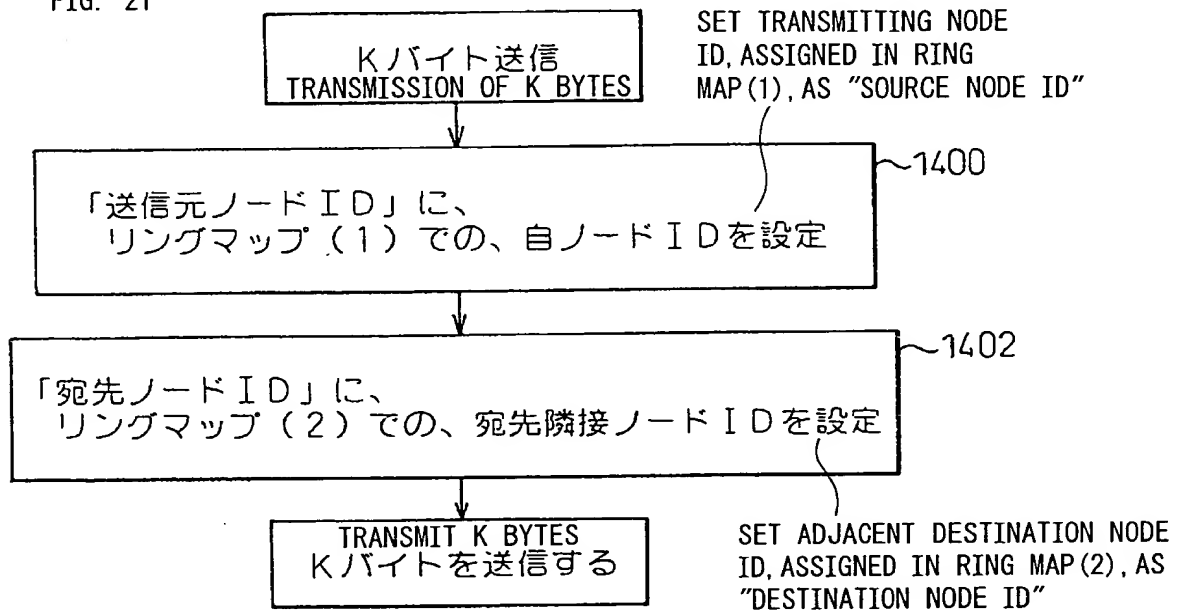 FIG. 21
Kバイト送信
TRANSMISSION OF K BYTES
SET TRANSMITTING NODE
ID, ASSIGNED IN RING
MAP(1), AS "SOURCE NODE ID"
1400
「送信元ノードID」に、
リングマップ(1)での、自ノードIDを設定
1402
「宛先ノードID」に、
リングマップ(2)での、宛先隣接ノードIDを設定
TRANSMIT K BYTES
Kバイトを送信する
SET ADJACENT DESTINATION NODE
ID, ASSIGNED IN RING MAP(2), AS
"DESTINATION NODE ID"